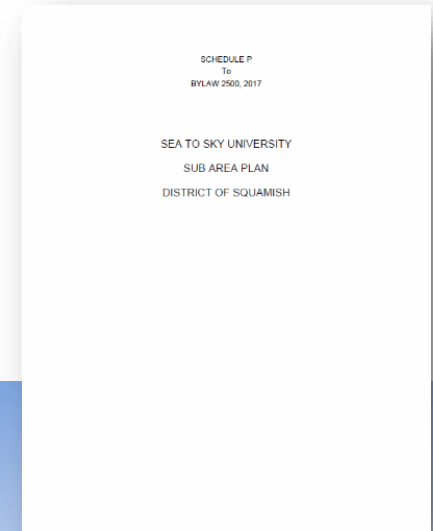 SCHEDULE P
To
BYLAW 2500, 2017
SEA TO SKY UNIVERSITY
SUB AREA PLAN
DISTRICT OF SQUAMISH